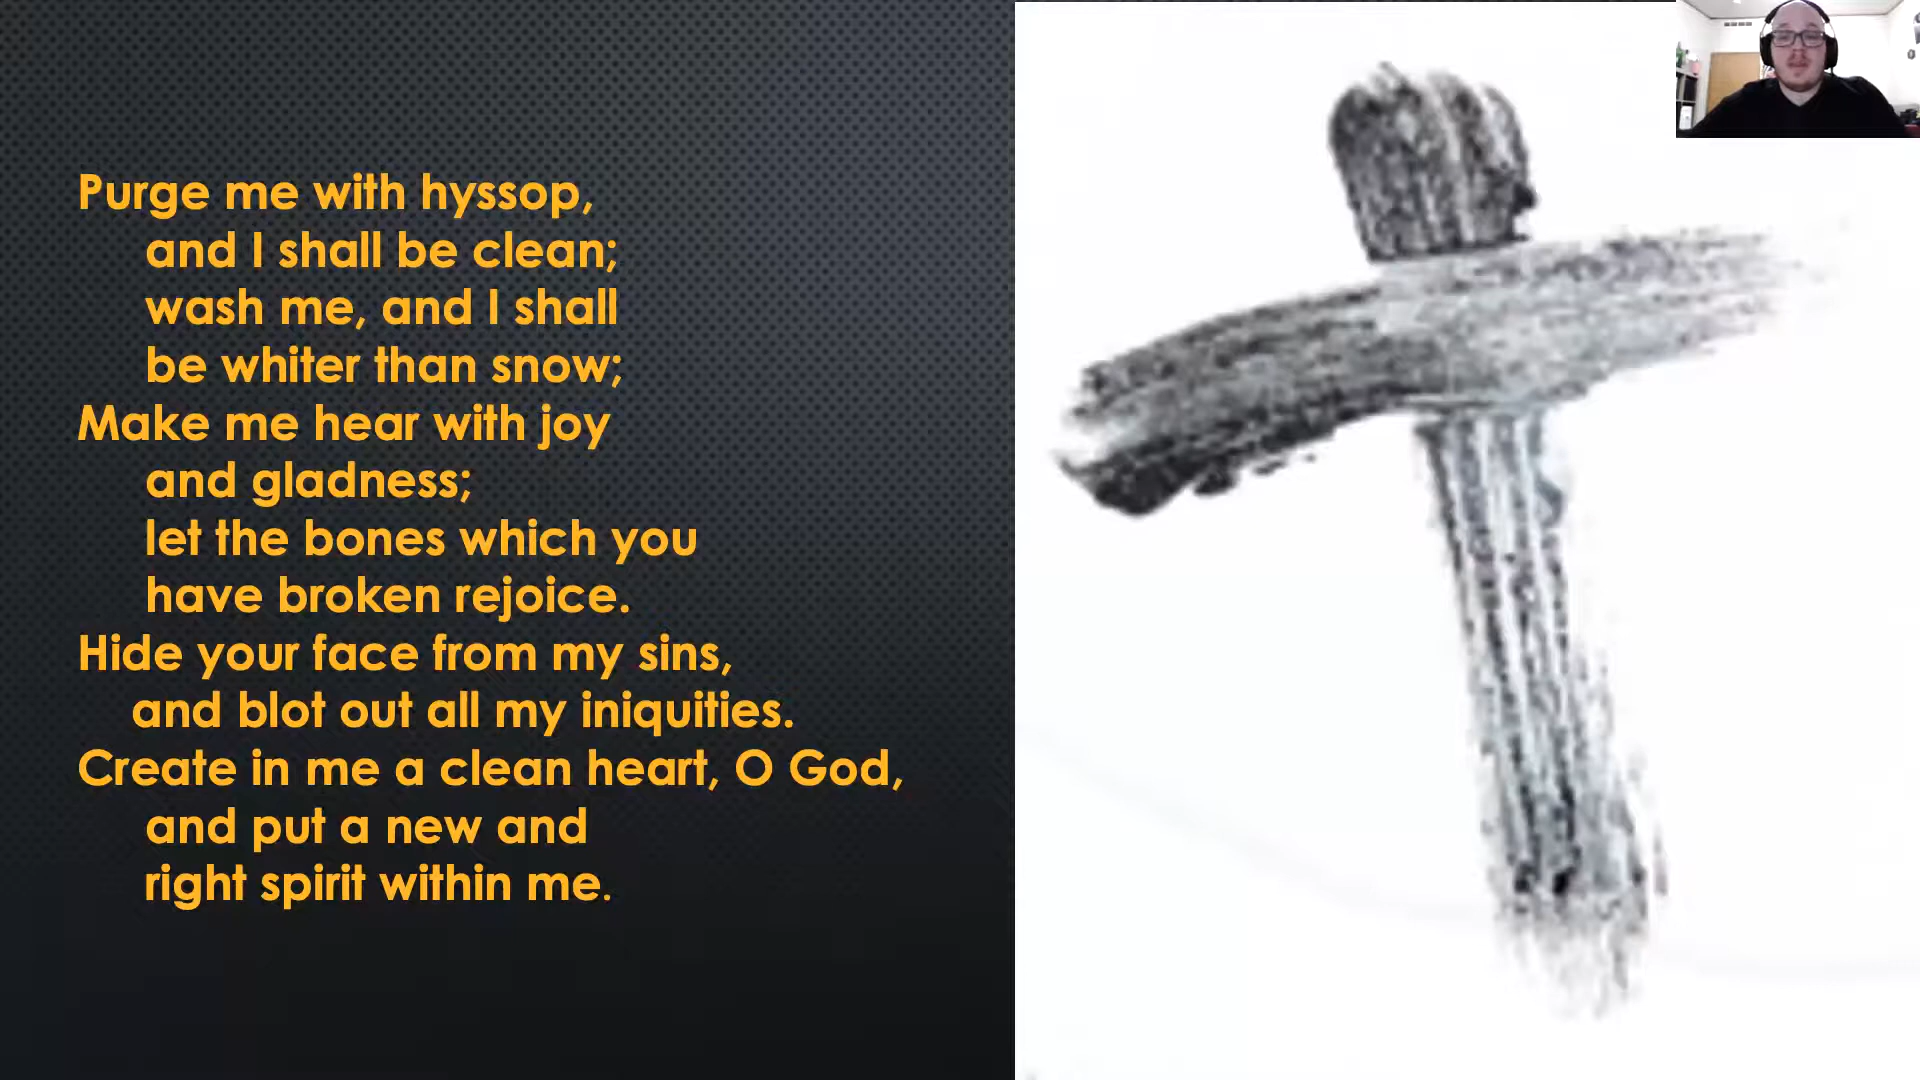 Purge me with hyssop,
and I shall be clean;
wash me, and I shall
be whiter than snow;
Make me hear with joy
and gladness;
let the bones which you
have broken rejoice.
Hide your face from my sins,
and blot out all my iniquities.
Create in me a clean heart, O God,
and put a new and
right spirit within me.